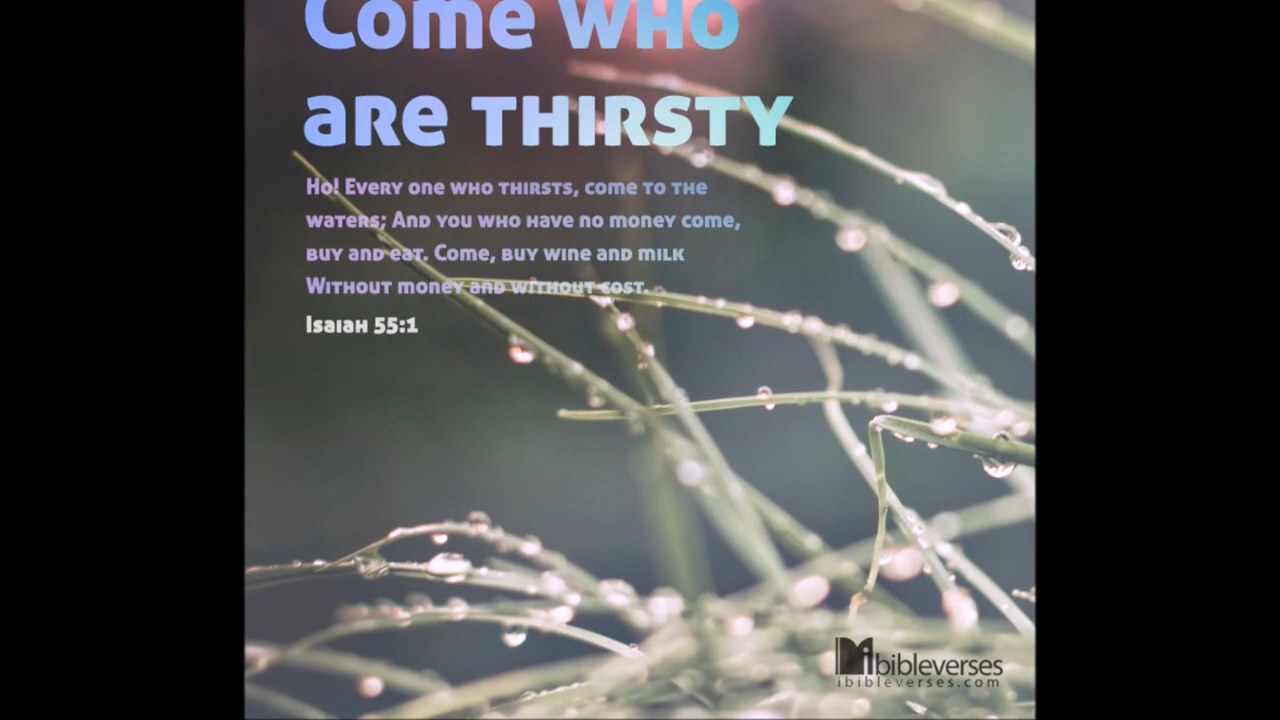 Come who
are thirsty
Ho! Every one who thirsts, come to the
waters; And you who have no money come,
buy and eat. Come, buy wine and milk
Without money and without cost.
Isaiah 55:1
ibibleverses
ibibleverses.com